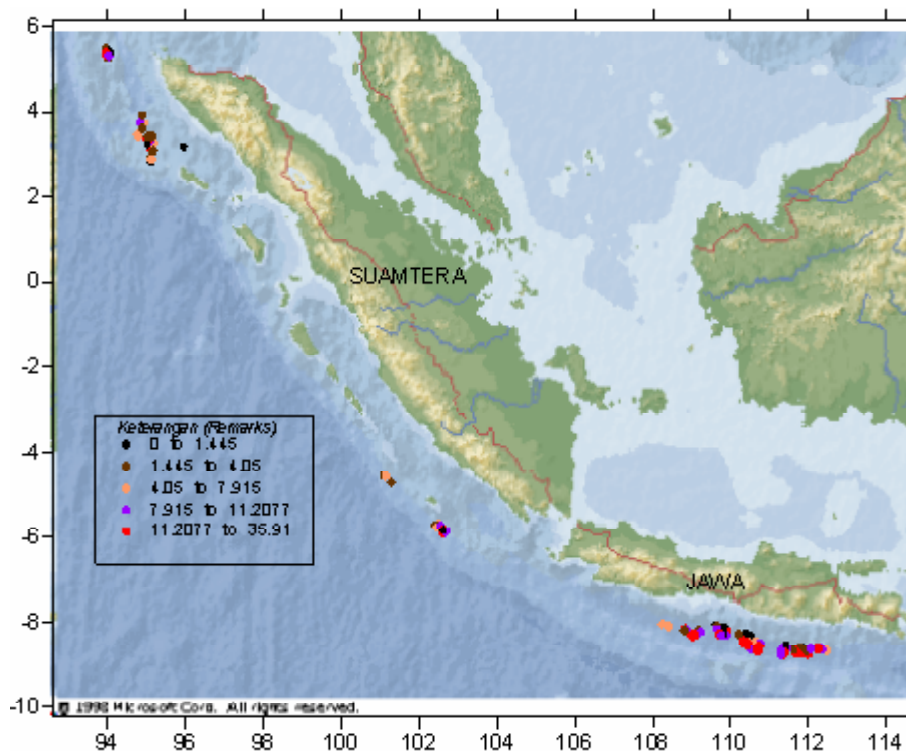 6
4
2
0
-2
-4
-6
-8
-10
SUAMTERA
JAWA
Keterangan (Remarks)
0 to 1.445
1.445 to 4.05
4.05 to 7.915
7.915 to 11.2077
11.2077 to 35.91
© 1998 Microsoft Corp. All rights reserved.
94 96 98 100 102 104 106 108 110 112 114